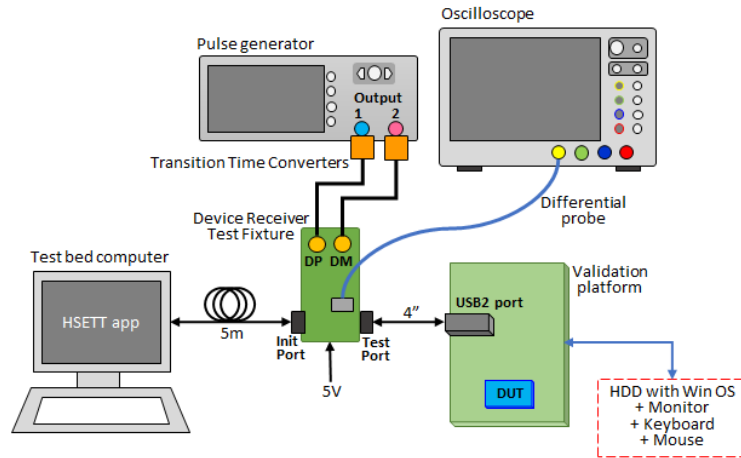 Oscilloscope
Pulse generator
Output
1 2
Transition Time Converters
Differential
probe
Device Receiver
Test Fixture
Test bed computer
DP DM
Validation
platform
HSETT app
5m
Init
Port
Test
Port
4”
USB2 port
5V
DUT
HDD with Win OS
+ Monitor
+ Keyboard
+ Mouse